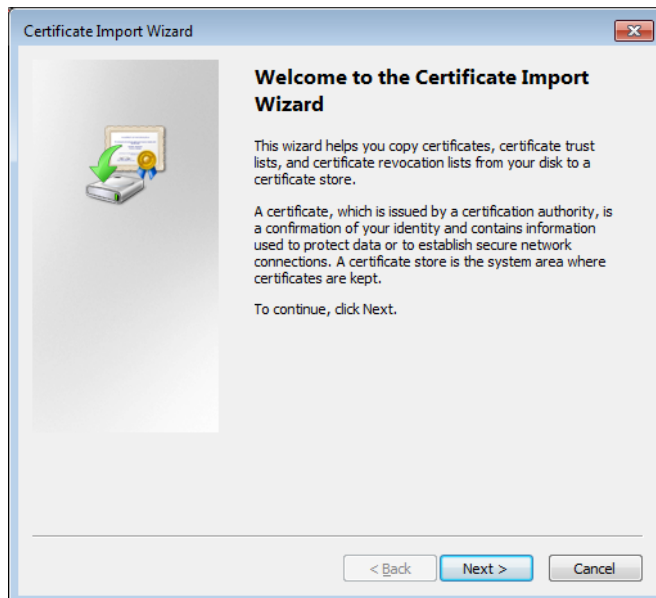 Certificate Import Wizard
Welcome to the Certificate Import
Wizard
This wizard helps you copy certificates, certificate trust
lists, and certificate revocation lists from your disk to a
certificate store.
A certificate, which is issued by a certification authority, is
a confirmation of your identity and contains information
used to protect data or to establish secure network
connections. A certificate store is the system area where
certificates are kept.
To continue, click Next.
< Back Next > Cancel